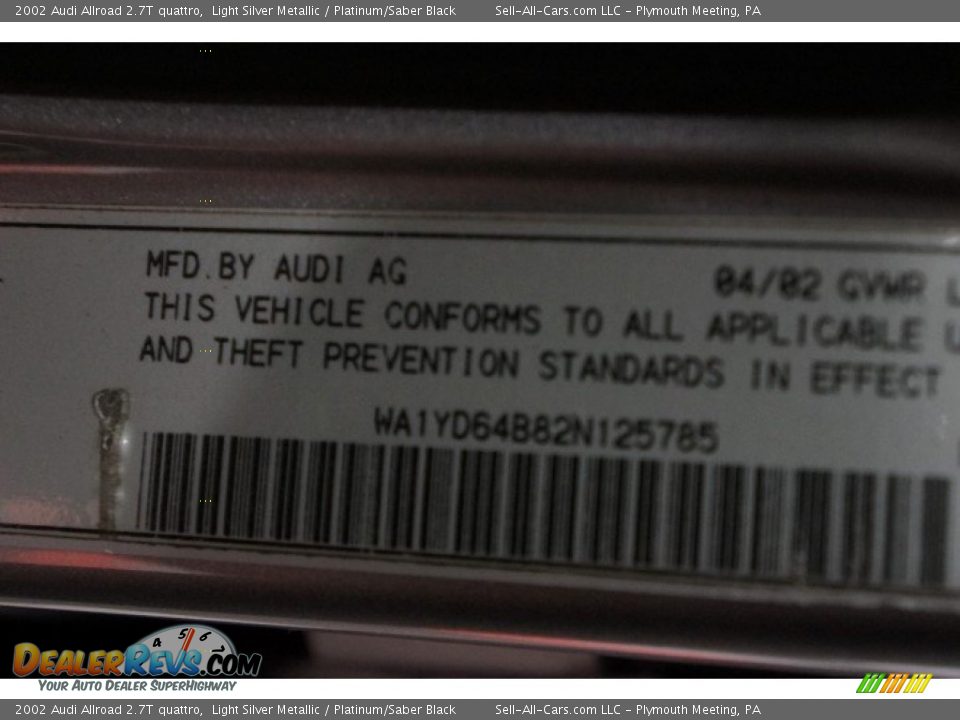 2002 Audi Allroad 2.7T quattro, Light Silver Metallic / Platinum/Saber Black Sell-All-Cars.com LLC - Plymouth Meeting, PA
MFD.BY AUDI AG 04/02 GVWR
THIS VEHICLE CONFORMS TO ALL APPLICABLE
AND THEFT PREVENTION STANDARDS IN EFFECT
WA1YD64B82N125785
4 5 6
DEALERREVS.COM
YOUR AUTO DEALER SUPERHIGHWAY
2002 Audi Allroad 2.7T quattro, Light Silver Metallic / Platinum/Saber Black Sell-All-Cars.com LLC - Plymouth Meeting, PA